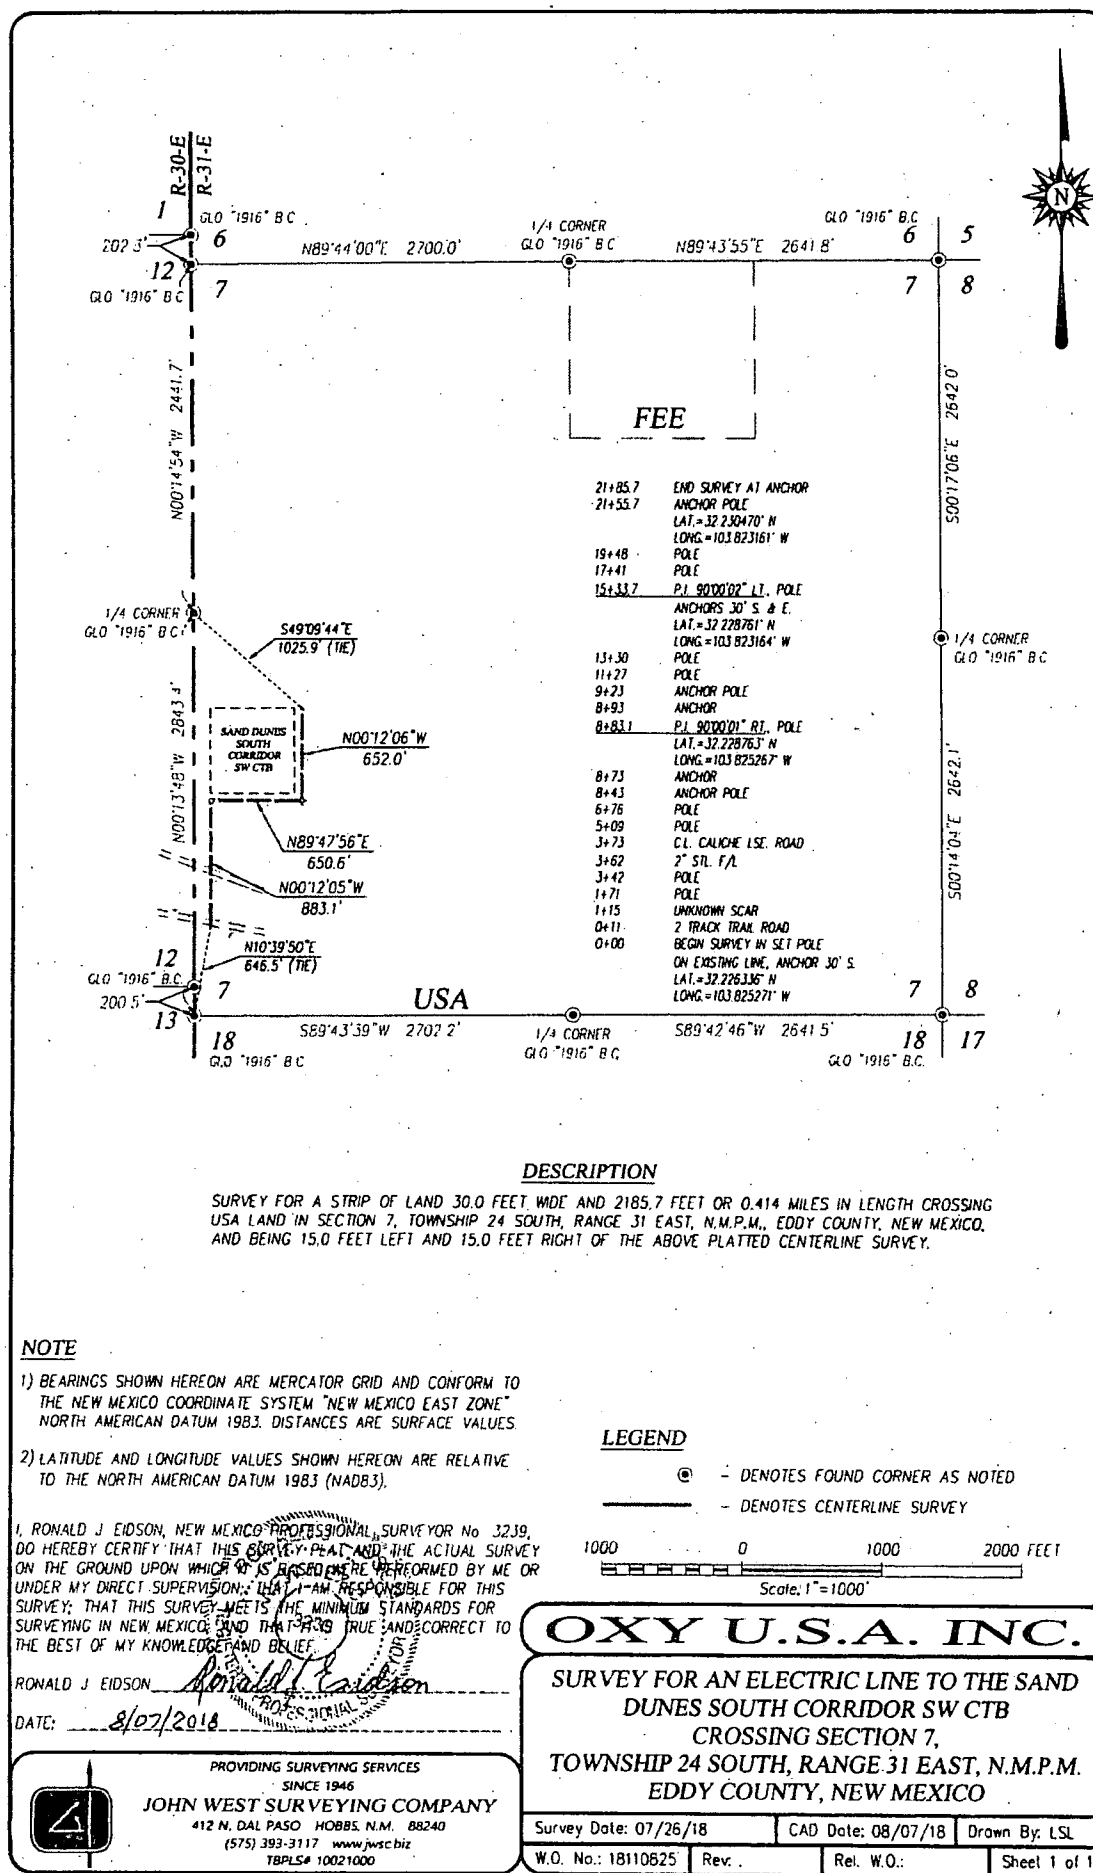 R-30-E
R-31-E
1
GLO "1916" B C
6
202 3'
12
7
GLO "1916" B C
N89°44'00"E 2700.0'
1/4 CORNER
GLO "1916" B C
N89°43'55"E 2641 8'
GLO "1916" B.C
6 5
7 8
N
N00°14'54"W 2441.7'
FEE
S00°17'06"E 2642 0'
21+85.7 END SURVEY AT ANCHOR
21+55.7 ANCHOR POLE
LAT.=32 230470° N
LONG.=103 823161° W
19+48 POLE
17+41 POLE
15+33.7 P.I. 90°00'02" LT., POLE
ANCHORS 30' S. & E.
LAT.=32 228761° N
LONG.=103 823164° W
13+30 POLE
11+27 POLE
9+23 ANCHOR POLE
8+93 ANCHOR
8+83.1 P.I. 90°00'01" RT., POLE
LAT.=32.228763° N
LONG.=103 825267° W
8+73 ANCHOR
8+43 ANCHOR POLE
6+76 POLE
5+09 POLE
3+73 C.L. CALICHE LSE. ROAD
3+62 2" STL. F/L
3+42 POLE
1+71 POLE
1+15 UNKNOWN SCAR
0+11 2 TRACK TRAIL ROAD
0+00 BEGIN SURVEY IN SET POLE
ON EXISTING LINE, ANCHOR 30' S.
LAT.=32.226336° N
LONG.=103.825271° W
1/4 CORNER
GLO "1916" B C
S49°09'44"E
1025.9' (TIE)
1/4 CORNER
GLO "1916" B C
SAND DUNES
SOUTH
CORRIDOR
SW CTB
N00°12'06"W
652.0'
N00°13'48"W 2843 4'
N89°47'56"E
650.6'
N00°12'05"W
883.1'
S00°14'04"E 2642.1'
N10°39'50"E
646.5' (TIE)
12
GLO "1916" B.C.
7
200 5'
13
18
GLO "1916" B C
USA
S89°43'39"W 2702 2'
1/4 CORNER
GLO "1916" B C
S89°42'46"W 2641 5'
7 8
18 17
GLO "1916" B.C.
DESCRIPTION
SURVEY FOR A STRIP OF LAND 30.0 FEET WIDE AND 2185.7 FEET OR 0.414 MILES IN LENGTH CROSSING
USA LAND IN SECTION 7, TOWNSHIP 24 SOUTH, RANGE 31 EAST, N.M.P.M., EDDY COUNTY, NEW MEXICO,
AND BEING 15.0 FEET LEFT AND 15.0 FEET RIGHT OF THE ABOVE PLATTED CENTERLINE SURVEY.
NOTE
1) BEARINGS SHOWN HEREON ARE MERCATOR GRID AND CONFORM TO
THE NEW MEXICO COORDINATE SYSTEM "NEW MEXICO EAST ZONE"
NORTH AMERICAN DATUM 1983. DISTANCES ARE SURFACE VALUES.
2) LATITUDE AND LONGITUDE VALUES SHOWN HEREON ARE RELATIVE
TO THE NORTH AMERICAN DATUM 1983 (NAD83).
LEGEND
- DENOTES FOUND CORNER AS NOTED
- DENOTES CENTERLINE SURVEY
1000 0 1000 2000 FEET
Scale: 1"=1000'
I, RONALD J EIDSON, NEW MEXICO PROFESSIONAL SURVEYOR No 3239,
DO HEREBY CERTIFY THAT THIS SURVEY PLAT AND THE ACTUAL SURVEY
ON THE GROUND UPON WHICH IT IS BASED WERE PERFORMED BY ME OR
UNDER MY DIRECT SUPERVISION; THAT I AM RESPONSIBLE FOR THIS
SURVEY; THAT THIS SURVEY MEETS THE MINIMUM STANDARDS FOR
SURVEYING IN NEW MEXICO; AND THAT IT IS TRUE AND CORRECT TO
THE BEST OF MY KNOWLEDGE AND BELIEF.
3239
PROFESSIONAL SURVEYOR
RONALD J EIDSON Ronald J. Eidson
DATE: 8/07/2018
PROVIDING SURVEYING SERVICES
SINCE 1946
JOHN WEST SURVEYING COMPANY
412 N. DAL PASO HOBBS, N.M. 88240
(575) 393-3117 www.jwsc.biz
TBPLS# 10021000
OXY U.S.A. INC.
SURVEY FOR AN ELECTRIC LINE TO THE SAND
DUNES SOUTH CORRIDOR SW CTB
CROSSING SECTION 7,
TOWNSHIP 24 SOUTH, RANGE 31 EAST, N.M.P.M.
EDDY COUNTY, NEW MEXICO
Survey Date: 07/26/18 CAD Date: 08/07/18 Drawn By: LSL
W.O. No.: 18110825 Rev: . Rel. W.O.: Sheet 1 of 1